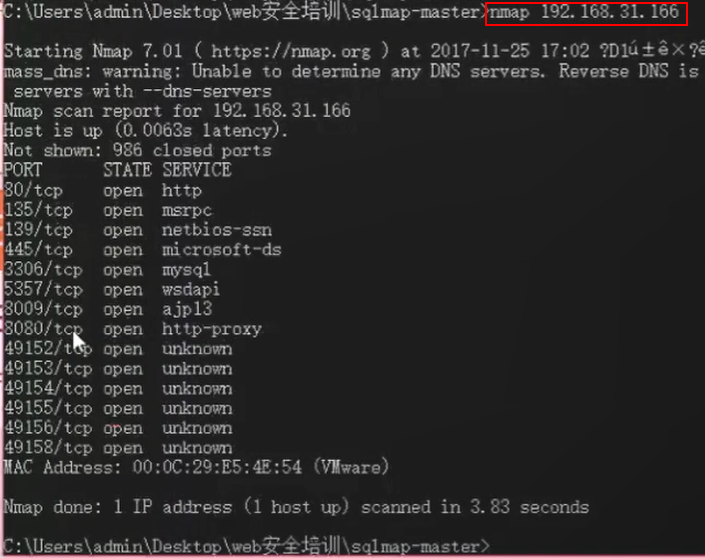 C:\Users\admin\Desktop\web安全培训\sqlmap-master>nmap 192.168.31.166
Starting Nmap 7.01 ( https://nmap.org ) at 2017-11-25 17:02
mass_dns: warning: Unable to determine any DNS servers. Reverse DNS is
servers with --dns-servers
Nmap scan report for 192.168.31.166
Host is up (0.0063s latency).
Not shown: 986 closed ports
PORT STATE SERVICE
80/tcp open http
135/tcp open msrpc
139/tcp open netbios-ssn
445/tcp open microsoft-ds
3306/tcp open mysql
5357/tcp open wsdapi
8009/tcp open ajp13
8080/tcp open http-proxy
49152/tcp open unknown
49153/tcp open unknown
49154/tcp open unknown
49155/tcp open unknown
49156/tcp open unknown
49158/tcp open unknown
MAC Address: 00:0C:29:E5:4E:54 (VMware)
Nmap done: 1 IP address (1 host up) scanned in 3.83 seconds
C:\Users\admin\Desktop\web安全培训\sqlmap-master>